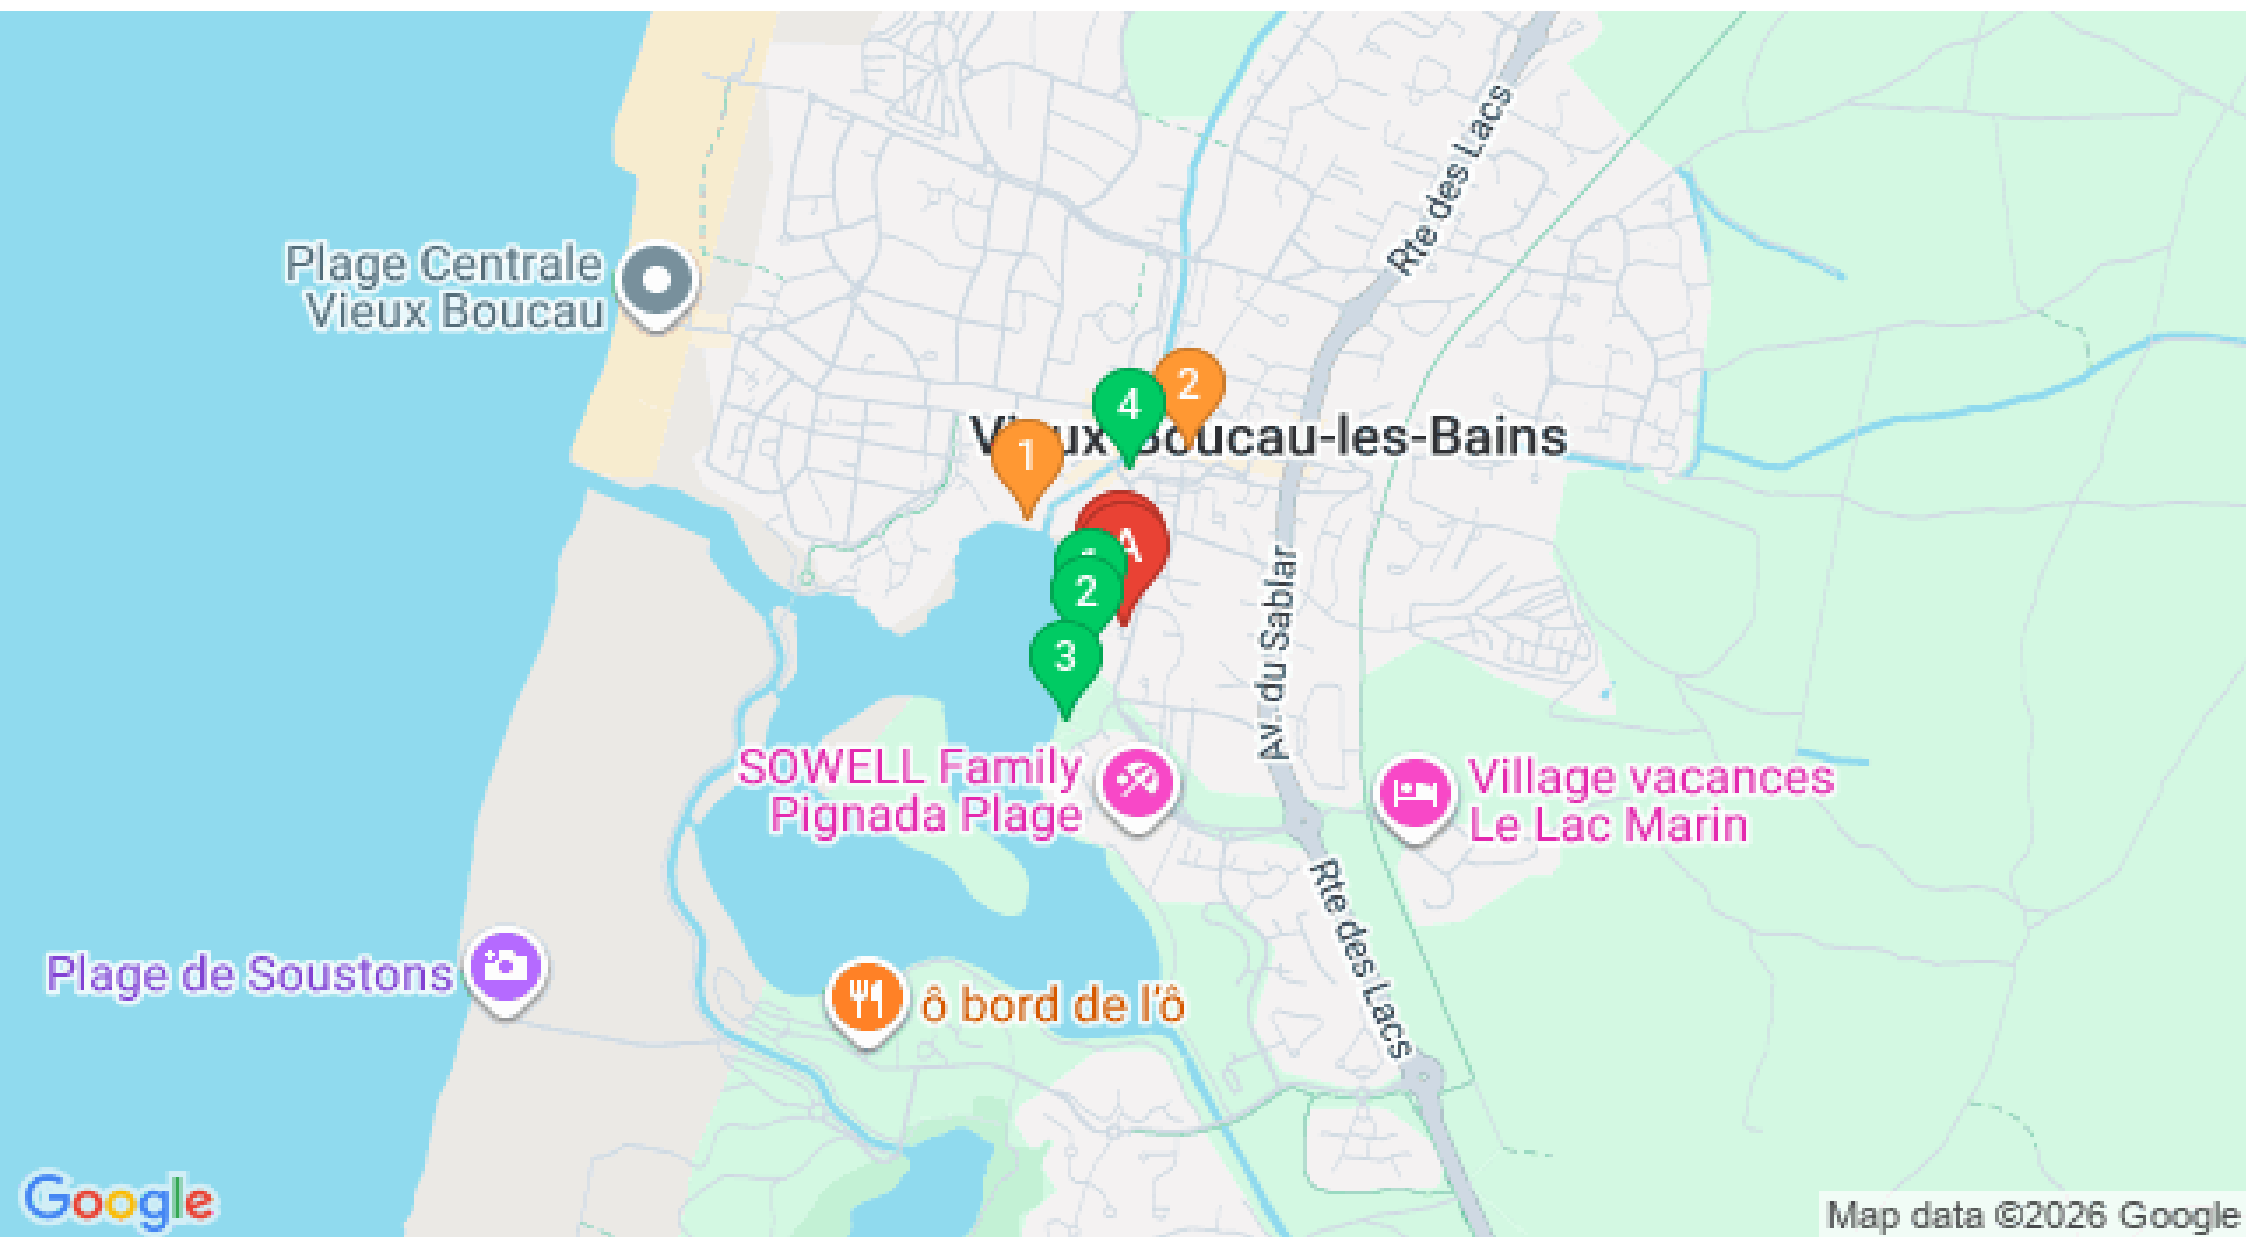 Rte des Lacs
Plage Centrale
Vieux Boucau
4
2
1
Vieux-Boucau-les-Bains
A
2
3
Av. du Sablar
SOWELL Family
Pignada Plage
Village vacances
Le Lac Marin
Rte des Lacs
Plage de Soustons
ô bord de l'ô
Google
Map data ©2026 Google